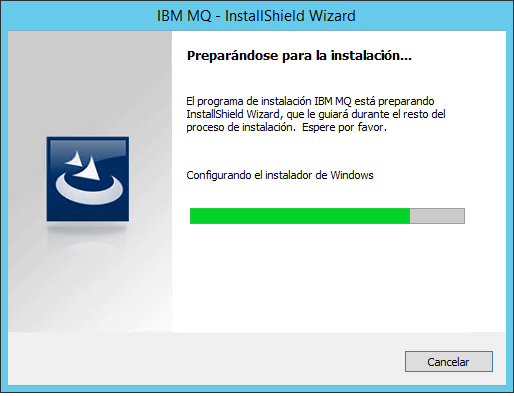 IBM MQ - InstallShield Wizard
Preparándose para la instalación...
El programa de instalación IBM MQ está preparando
InstallShield Wizard, que le guiará durante el resto del
proceso de instalación. Espere por favor.
Configurando el instalador de Windows
Cancelar